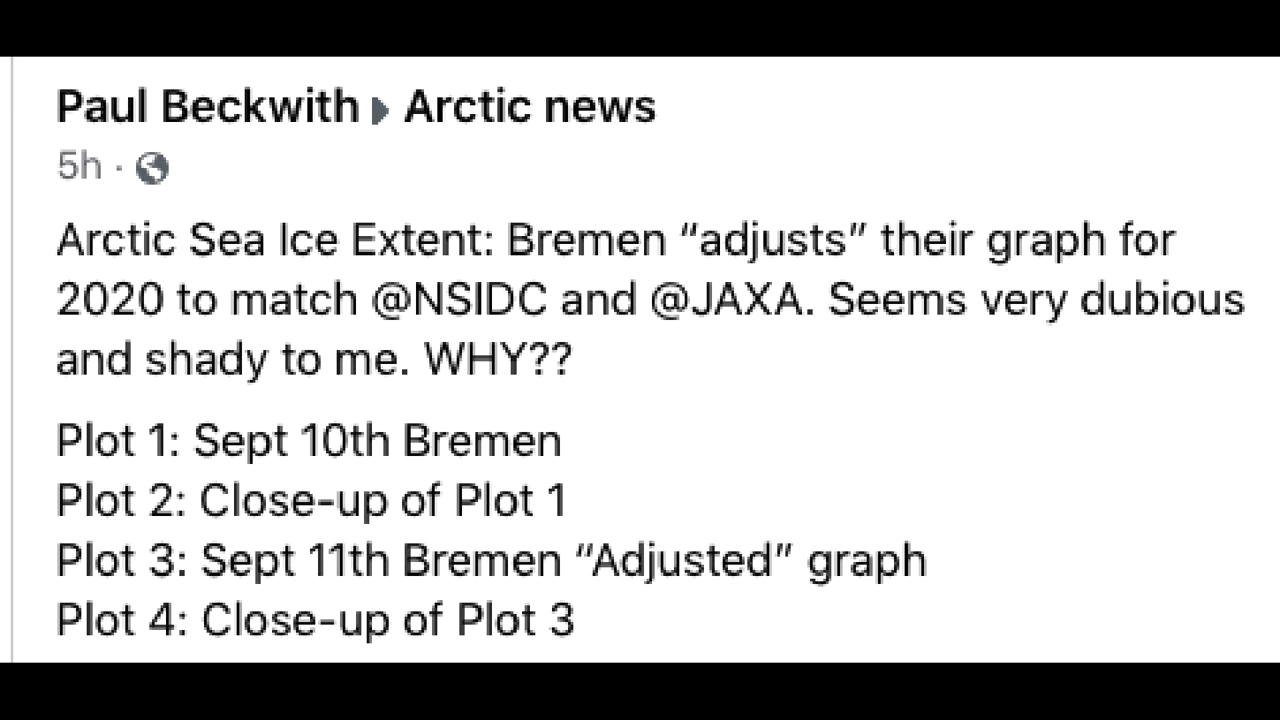 Paul Beckwith Arctic news
5h ·
Arctic Sea Ice Extent: Bremen “adjusts” their graph for
2020 to match @NSIDC and @JAXA. Seems very dubious
and shady to me. WHY??
Plot 1: Sept 10th Bremen
Plot 2: Close-up of Plot 1
Plot 3: Sept 11th Bremen “Adjusted” graph
Plot 4: Close-up of Plot 3